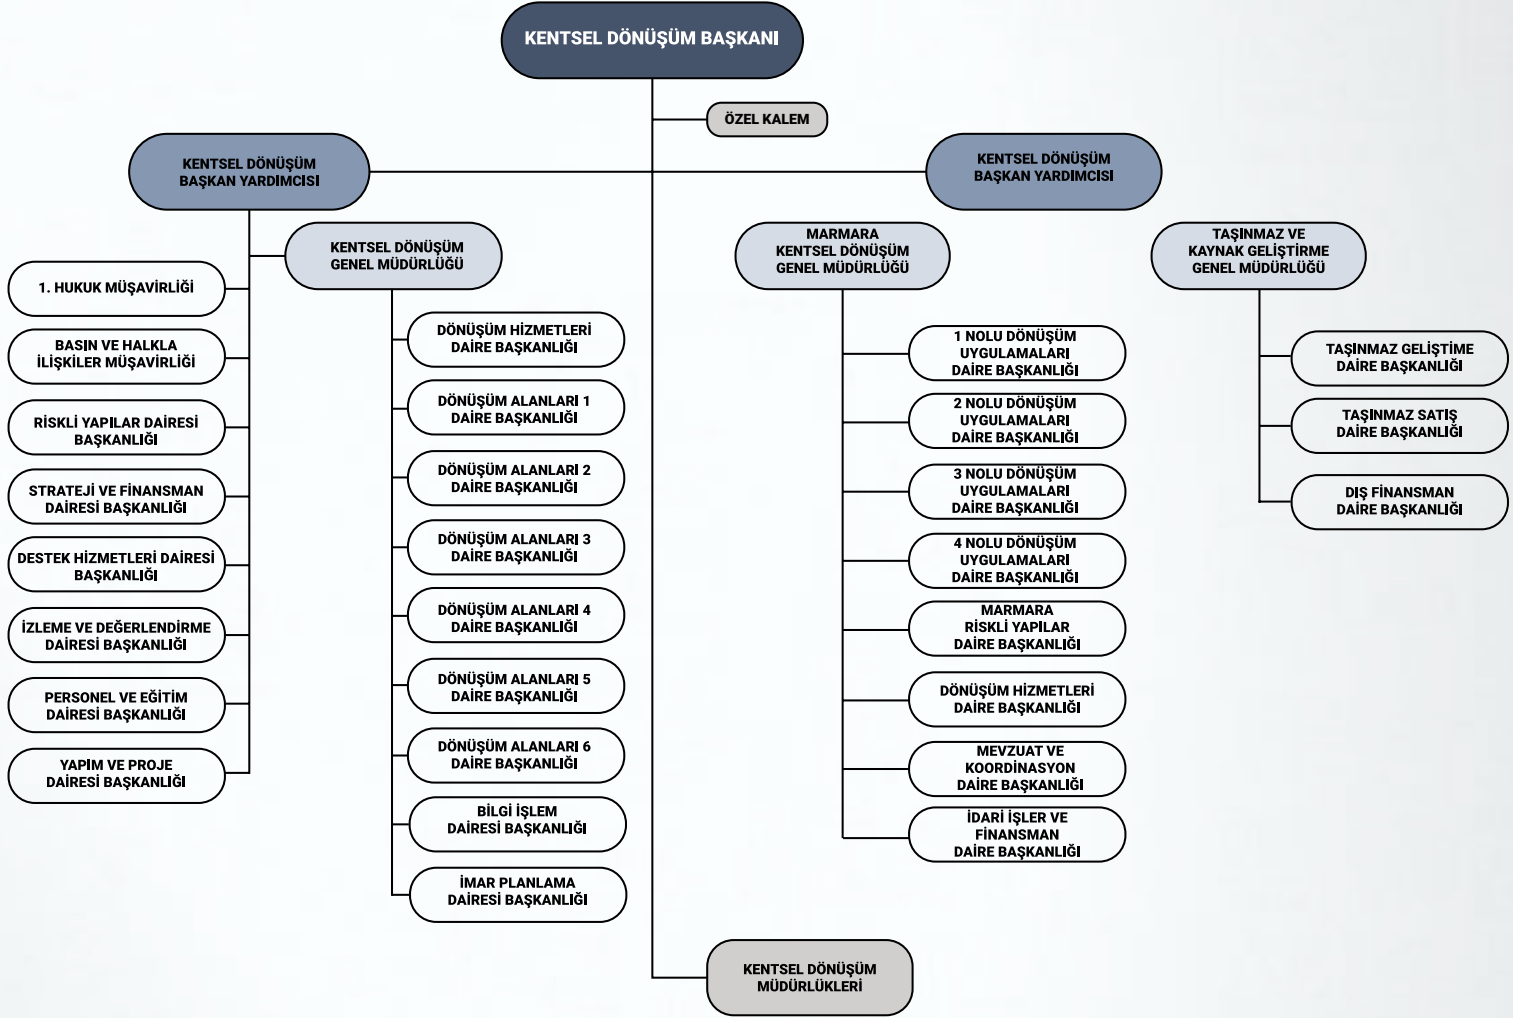 KENTSEL DÖNÜŞÜM BAŞKANI
ÖZEL KALEM
KENTSEL DÖNÜŞÜM
BAŞKAN YARDIMCISI
KENTSEL DÖNÜŞÜM
BAŞKAN YARDIMCISI
KENTSEL DÖNÜŞÜM
GENEL MÜDÜRLÜĞÜ
MARMARA
KENTSEL DÖNÜŞÜM
GENEL MÜDÜRLÜĞÜ
TAŞINMAZ VE
KAYNAK GELİŞTİRME
GENEL MÜDÜRLÜĞÜ
1. HUKUK MÜŞAVİRLİĞİ
BASIN VE HALKLA
İLİŞKİLER MÜŞAVİRLİĞİ
RİSKLİ YAPILAR DAİRESİ
BAŞKANLIĞI
STRATEJİ VE FİNANSMAN
DAİRESİ BAŞKANLIĞI
DESTEK HİZMETLERİ DAİRESİ
BAŞKANLIĞI
İZLEME VE DEĞERLENDİRME
DAİRESİ BAŞKANLIĞI
PERSONEL VE EĞİTİM
DAİRESİ BAŞKANLIĞI
YAPIM VE PROJE
DAİRESİ BAŞKANLIĞI
DÖNÜŞÜM HİZMETLERİ
DAİRE BAŞKANLIĞI
DÖNÜŞÜM ALANLARI 1
DAİRE BAŞKANLIĞI
DÖNÜŞÜM ALANLARI 2
DAİRE BAŞKANLIĞI
DÖNÜŞÜM ALANLARI 3
DAİRE BAŞKANLIĞI
DÖNÜŞÜM ALANLARI 4
DAİRE BAŞKANLIĞI
DÖNÜŞÜM ALANLARI 5
DAİRE BAŞKANLIĞI
DÖNÜŞÜM ALANLARI 6
DAİRE BAŞKANLIĞI
BİLGİ İŞLEM
DAİRESİ BAŞKANLIĞI
İMAR PLANLAMA
DAİRESİ BAŞKANLIĞI
1 NOLU DÖNÜŞÜM
UYGULAMALARI
DAİRE BAŞKANLIĞI
2 NOLU DÖNÜŞÜM
UYGULAMALARI
DAİRE BAŞKANLIĞI
3 NOLU DÖNÜŞÜM
UYGULAMALARI
DAİRE BAŞKANLIĞI
4 NOLU DÖNÜŞÜM
UYGULAMALARI
DAİRE BAŞKANLIĞI
MARMARA
RİSKLİ YAPILAR
DAİRE BAŞKANLIĞI
DÖNÜŞÜM HİZMETLERİ
DAİRE BAŞKANLIĞI
MEVZUAT VE
KOORDİNASYON
DAİRE BAŞKANLIĞI
İDARİ İŞLER VE
FİNANSMAN
DAİRE BAŞKANLIĞI
TAŞINMAZ GELİŞTİME
DAİRE BAŞKANLIĞI
TAŞINMAZ SATIŞ
DAİRE BAŞKANLIĞI
DIŞ FİNANSMAN
DAİRE BAŞKANLIĞI
KENTSEL DÖNÜŞÜM
MÜDÜRLÜKLERİ